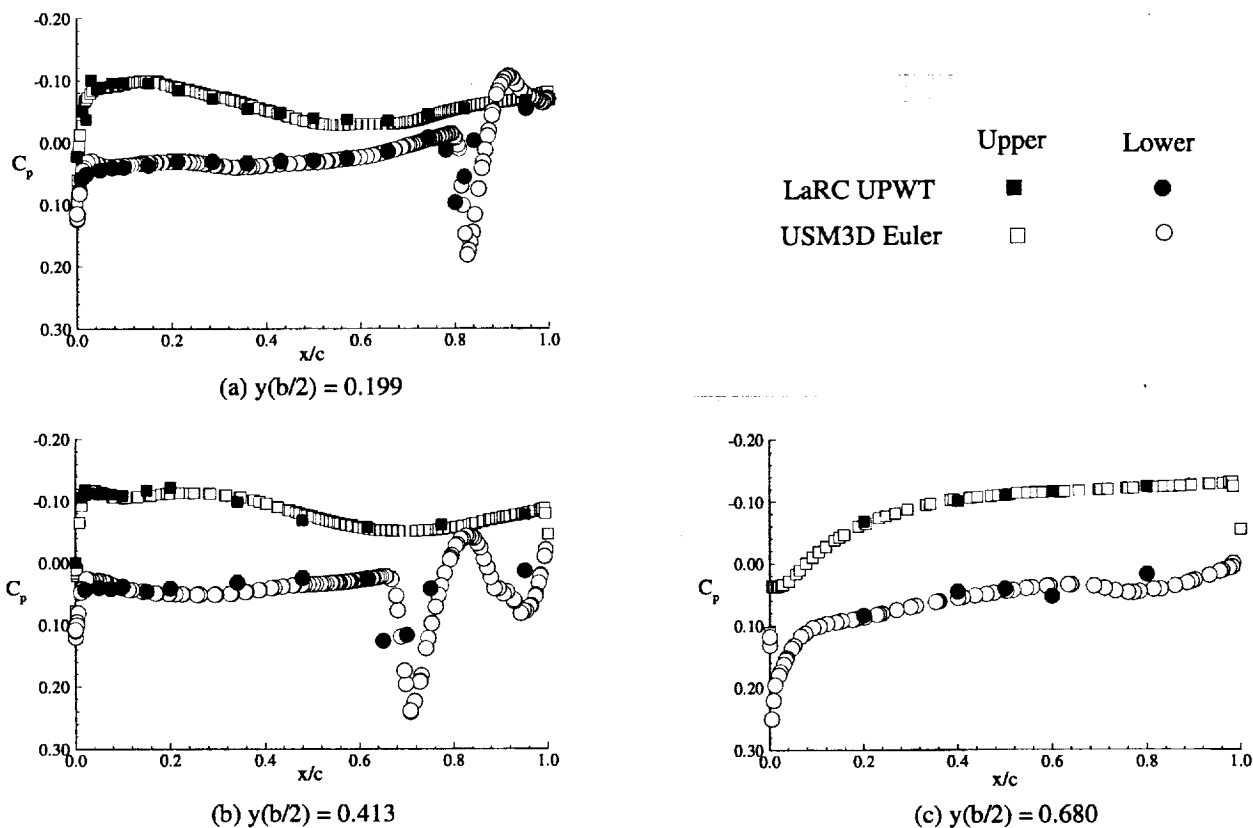 -0.20
-0.10
0.00
C_p
0.10
0.20
0.30
0.0 0.2 0.4 0.6 0.8 1.0
x/c
(a) y(b/2) = 0.199
Upper Lower
LaRC UPWT
USM3D Euler
-0.20
-0.10
0.00
C_p
0.10
0.20
0.30
0.0 0.2 0.4 0.6 0.8 1.0
x/c
(b) y(b/2) = 0.413
-0.20
-0.10
0.00
C_p
0.10
0.20
0.30
0.0 0.2 0.4 0.6 0.8 1.0
x/c
(c) y(b/2) = 0.680